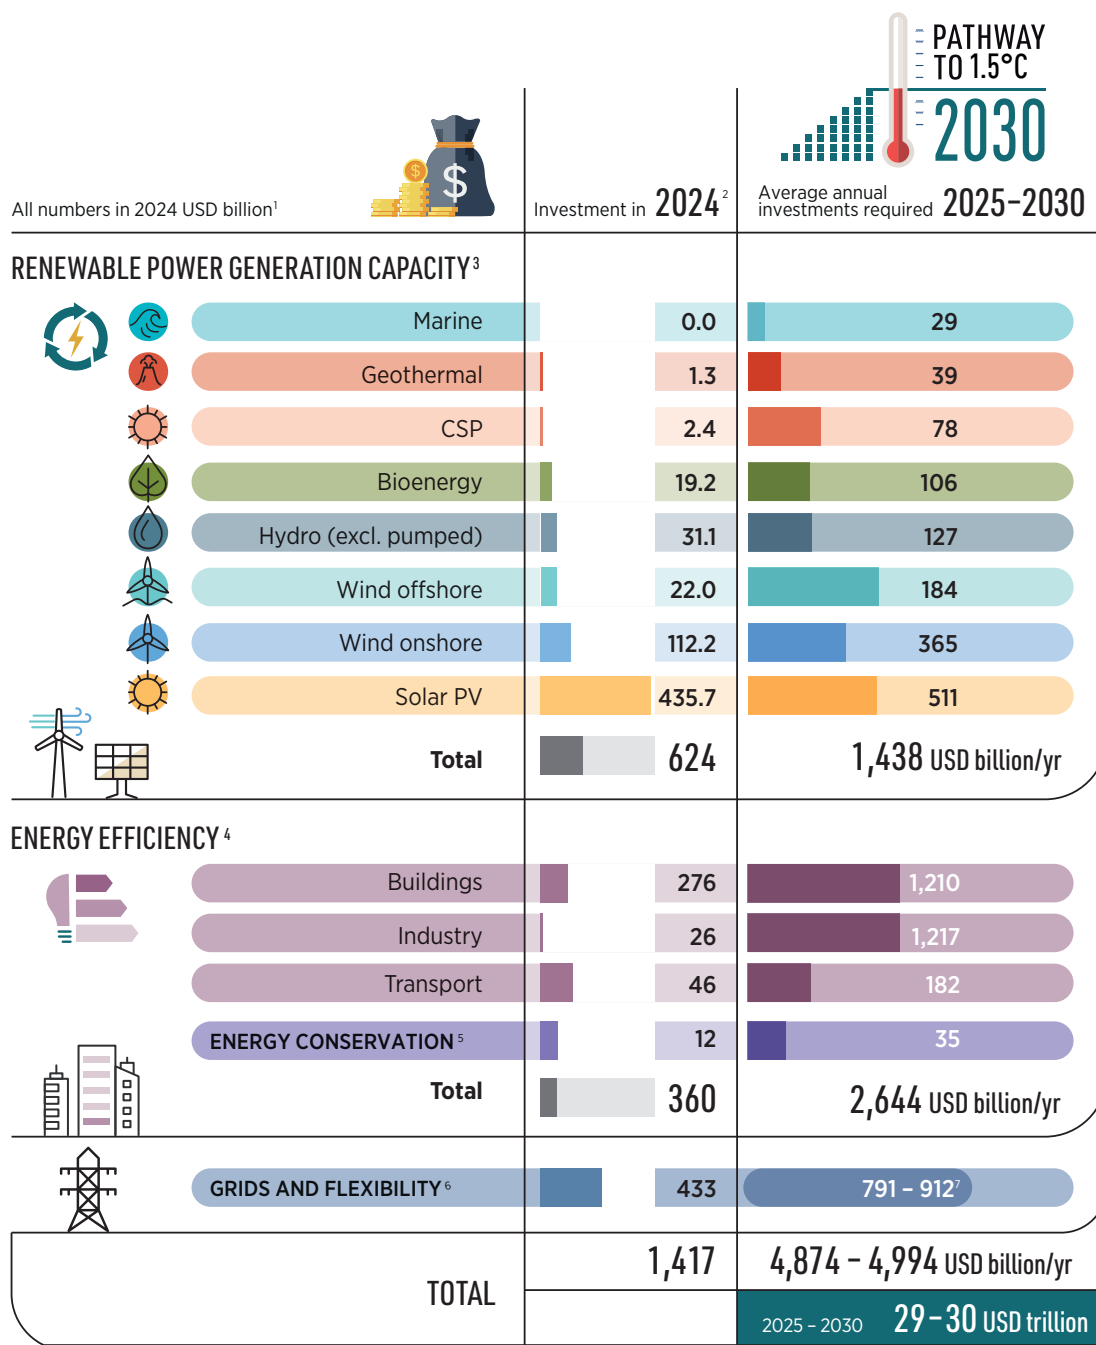 PATHWAY
TO 1.5°C
2030
All numbers in 2024 USD billion¹
$
$
Investment in 2024²
Average annual
investments required 2025–2030
RENEWABLE POWER GENERATION CAPACITY³
Marine 0.0 29
Geothermal 1.3 39
CSP 2.4 78
Bioenergy 19.2 106
Hydro (excl. pumped) 31.1 127
Wind offshore 22.0 184
Wind onshore 112.2 365
Solar PV 435.7 511
Total 624 1,438 USD billion/yr
ENERGY EFFICIENCY⁴
Buildings 276 1,210
Industry 26 1,217
Transport 46 182
ENERGY CONSERVATION⁵ 12 35
Total 360 2,644 USD billion/yr
GRIDS AND FLEXIBILITY⁶ 433 791 – 912⁷
TOTAL 1,417 4,874 – 4,994 USD billion/yr
2025 – 2030 29–30 USD trillion